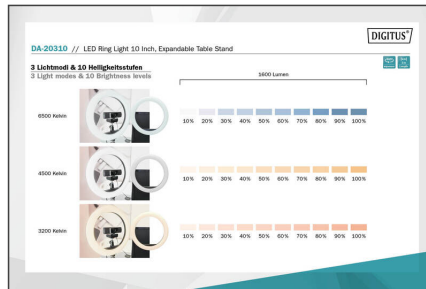 DIGITUS®
DA-20310 // LED Ring Light 10 Inch, Expandable Table Stand
3 Lichtmodi & 10 Helligkeitsstufen
3 Light modes & 10 Brightness levels
1600 Lumen
6500 Kelvin
10% 20% 30% 40% 50% 60% 70% 80% 90% 100%
4500 Kelvin
10% 20% 30% 40% 50% 60% 70% 80% 90% 100%
3200 Kelvin
10% 20% 30% 40% 50% 60% 70% 80% 90% 100%